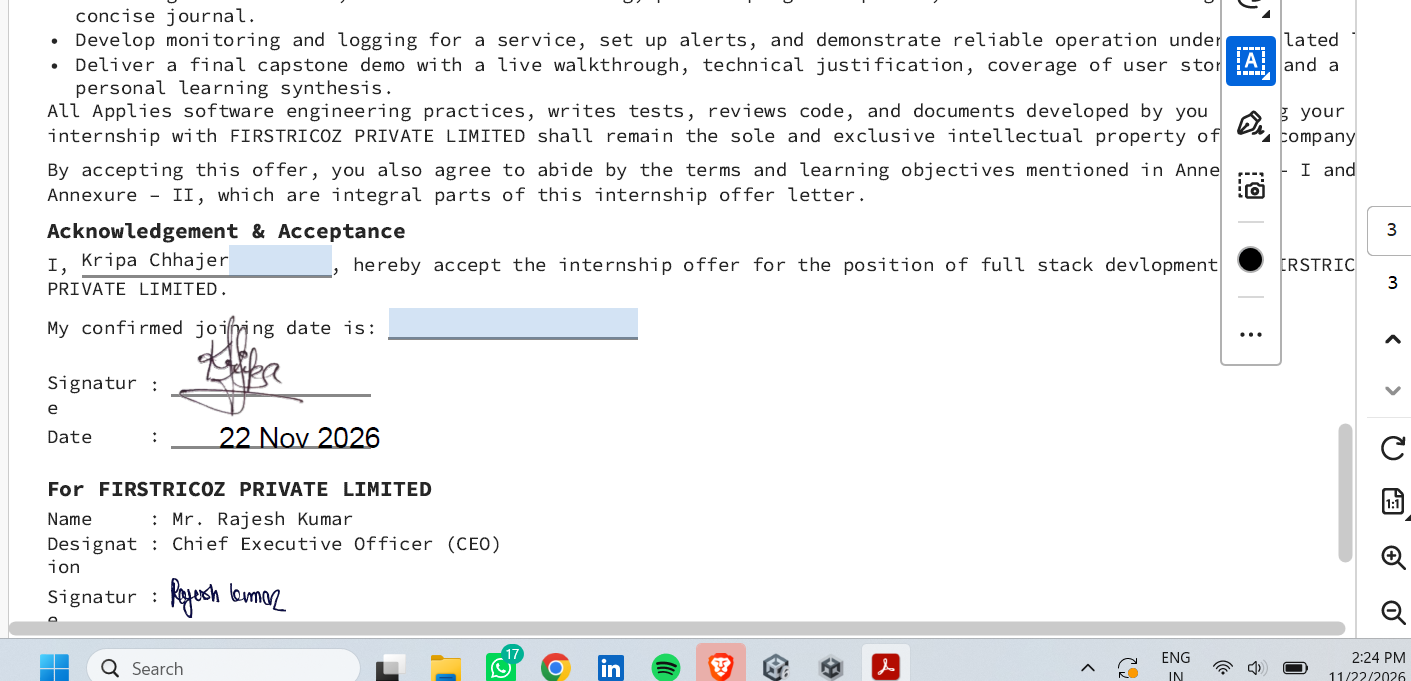 concise journal.
• Develop monitoring and logging for a service, set up alerts, and demonstrate reliable operation under lated
• Deliver a final capstone demo with a live walkthrough, technical justification, coverage of user stor and a
personal learning synthesis.
All Applies software engineering practices, writes tests, reviews code, and documents developed by you g your
internship with FIRSTRICOZ PRIVATE LIMITED shall remain the sole and exclusive intellectual property of company
By accepting this offer, you also agree to abide by the terms and learning objectives mentioned in Anne – I and
Annexure – II, which are integral parts of this internship offer letter.
Acknowledgement & Acceptance
I, Kripa Chhajer, hereby accept the internship offer for the position of full stack devlopment IRSTRIC
PRIVATE LIMITED.
My confirmed joining date is:
Signatur :
e
Date : 22 Nov 2026
For FIRSTRICOZ PRIVATE LIMITED
Name : Mr. Rajesh Kumar
Designat : Chief Executive Officer (CEO)
ion
Signatur : Rajesh kumar
e
A
3
3
1:1
Search
17
in
ENG
IN
2:24 PM
11/22/2026